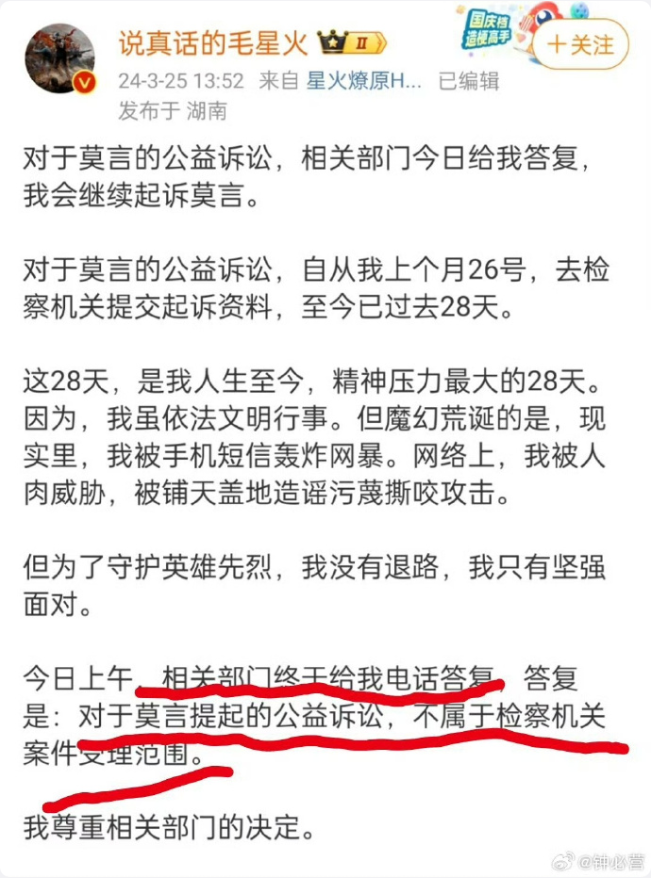 国庆档
造梗高手
说真话的毛星火 II
+关注
24-3-25 13:52 来自 星火燎原H... 已编辑
发布于 湖南
对于莫言的公益诉讼，相关部门今日给我答复，
我会继续起诉莫言。
对于莫言的公益诉讼，自从我上个月26号，去检
察机关提交起诉资料，至今已过去28天。
这28天，是我人生至今，精神压力最大的28天。
因为，我虽依法文明行事。但魔幻荒诞的是，现
实里，我被手机短信轰炸网暴。网络上，我被人
肉威胁，被铺天盖地造谣污蔑撕咬攻击。
但为了守护英雄先烈，我没有退路，我只有坚强
面对。
今日上午，相关部门终于给我电话答复，答复
是：对于莫言提起的公益诉讼，不属于检察机关
案件受理范围。
我尊重相关部门的决定。
@钟必营